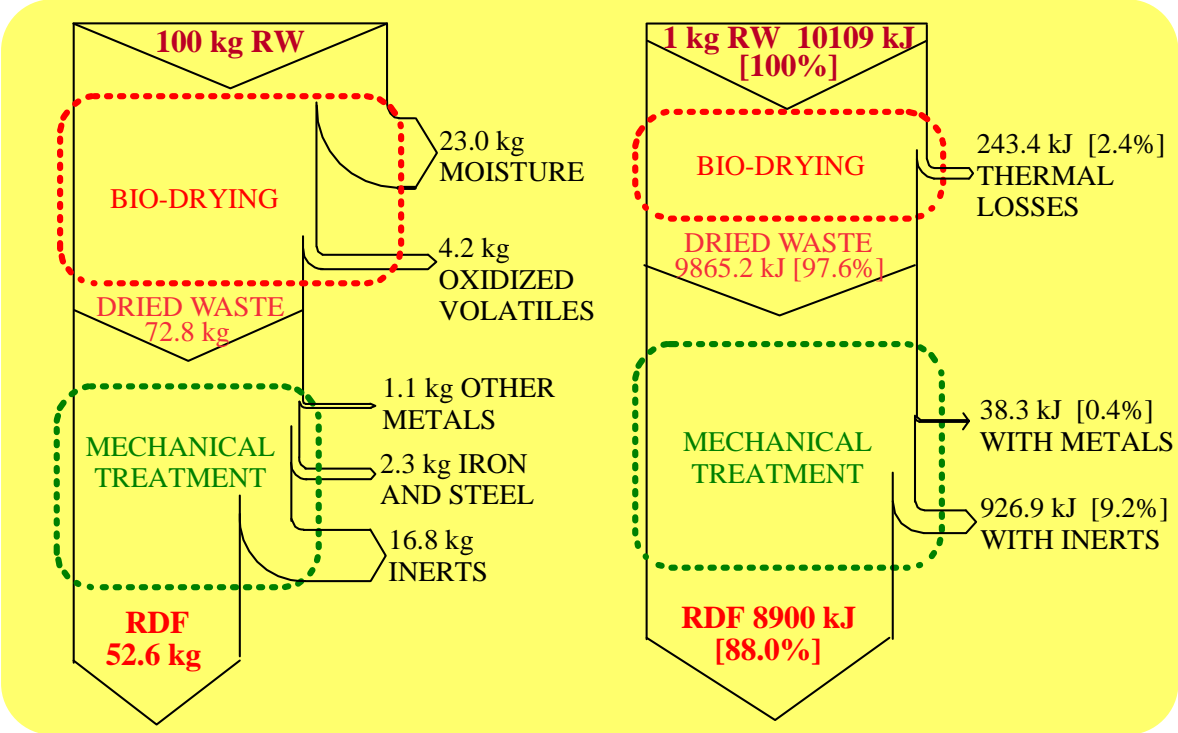 100 kg RW
BIO-DRYING
23.0 kg
MOISTURE
4.2 kg
OXIDIZED
VOLATILES
DRIED WASTE
72.8 kg
1.1 kg OTHER
METALS
MECHANICAL
TREATMENT
2.3 kg IRON
AND STEEL
16.8 kg
INERTS
RDF
52.6 kg
1 kg RW 10109 kJ
[100%]
BIO-DRYING
243.4 kJ [2.4%]
THERMAL
LOSSES
DRIED WASTE
9865.2 kJ [97.6%]
38.3 kJ [0.4%]
WITH METALS
MECHANICAL
TREATMENT
926.9 kJ [9.2%]
WITH INERTS
RDF 8900 kJ
[88.0%]